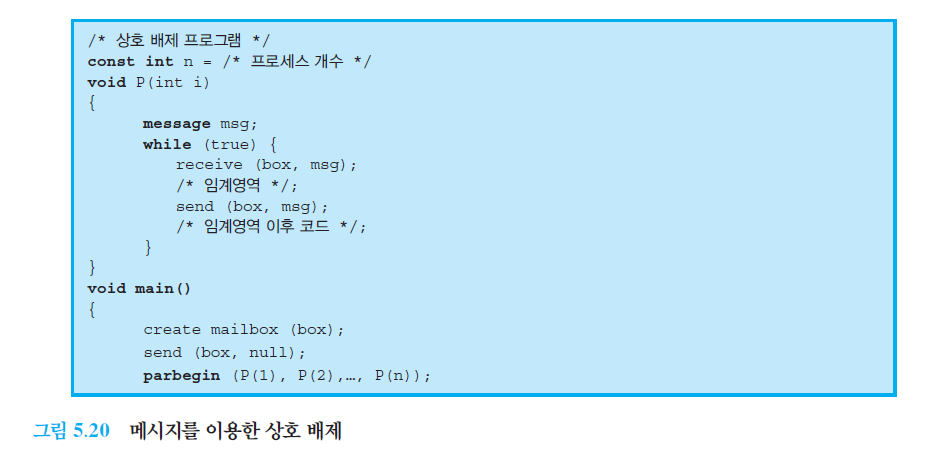 /* 상호 배제 프로그램 */
const int n = /* 프로세스 개수 */
void P(int i)
{
message msg;
while (true) {
receive (box, msg);
/* 임계영역 */;
send (box, msg);
/* 임계영역 이후 코드 */;
}
}
void main()
{
create mailbox (box);
send (box, null);
parbegin (P(1), P(2),…, P(n));
그림 5.20 메시지를 이용한 상호 배제